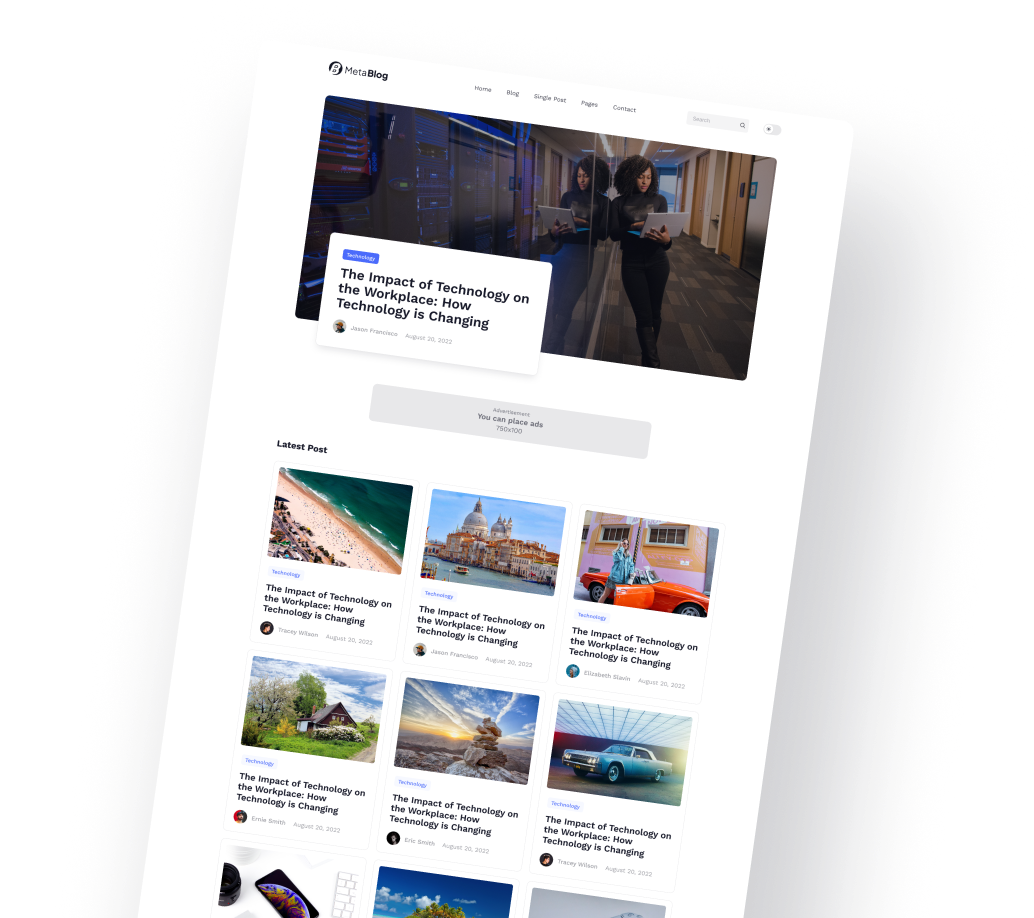 MetaBlog
Home Blog Single Post Pages Contact
Search
Technology
The Impact of Technology on
the Workplace: How
Technology is Changing
Jason Francisco August 20, 2022
Advertisement
You can place ads
750x100
Latest Post
Technology
The Impact of Technology on
the Workplace: How
Technology is Changing
Tracey Wilson August 20, 2022
Technology
The Impact of Technology on
the Workplace: How
Technology is Changing
Jason Francisco August 20, 2022
Technology
The Impact of Technology on
the Workplace: How
Technology is Changing
Elizabeth Slavin August 20, 2022
Technology
The Impact of Technology on
the Workplace: How
Technology is Changing
Ernie Smith August 20, 2022
Technology
The Impact of Technology on
the Workplace: How
Technology is Changing
Eric Smith August 20, 2022
Technology
The Impact of Technology on
the Workplace: How
Technology is Changing
Tracey Wilson August 20, 2022